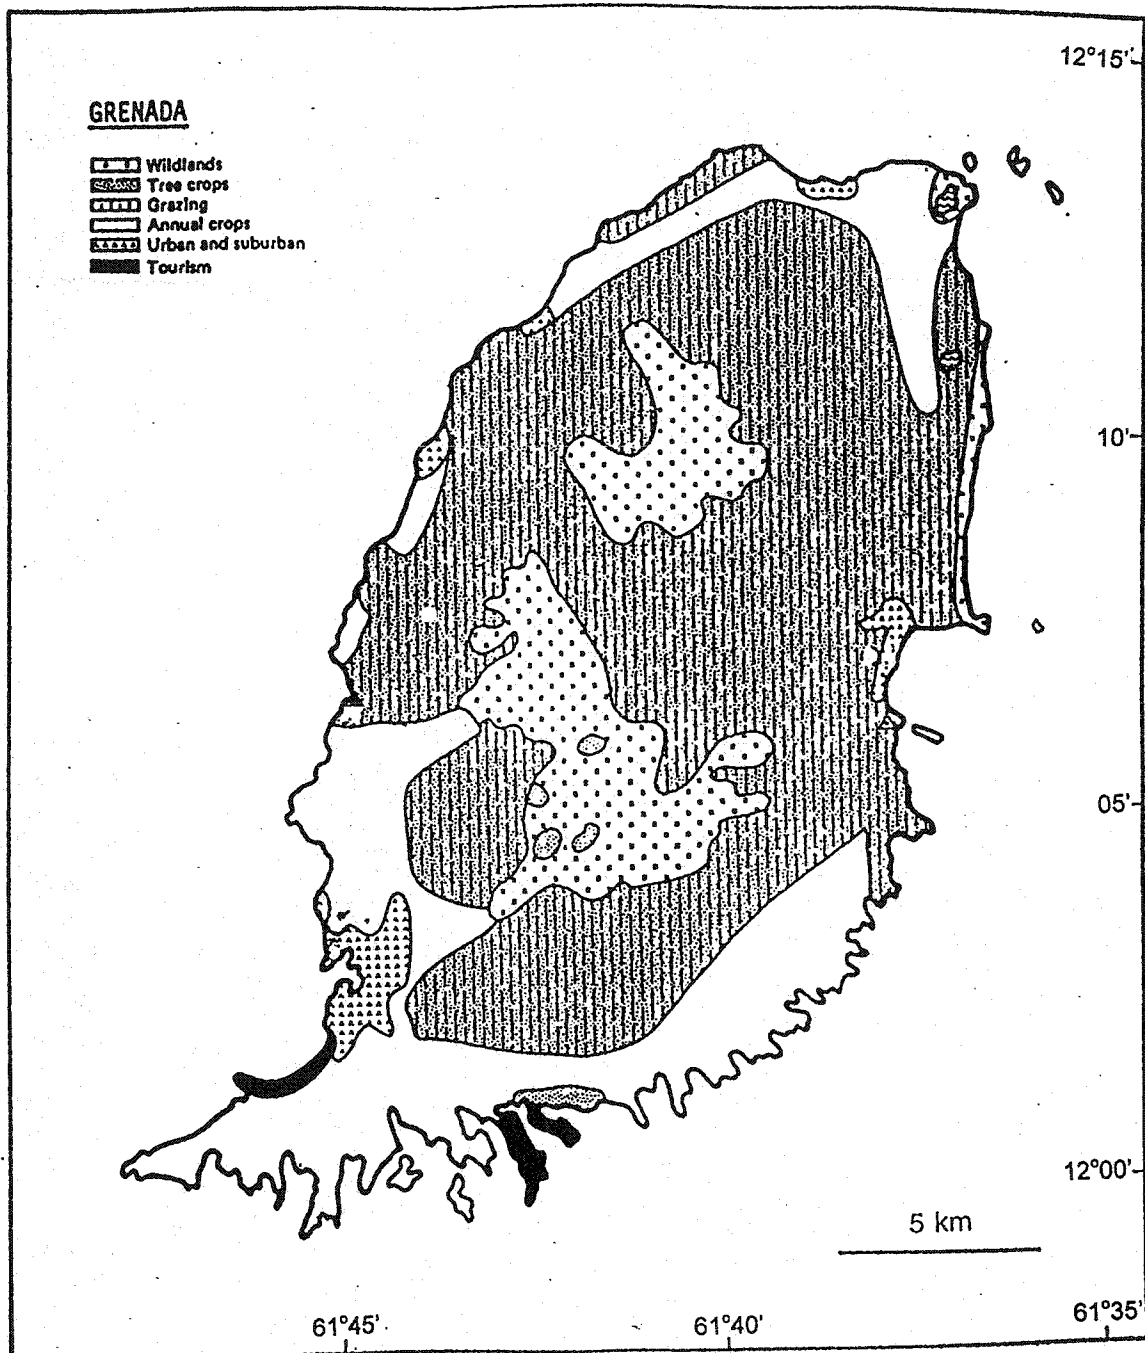 12°15'
GRENADA
Wildlands
Tree crops
Grazing
Annual crops
Urban and suburban
Tourism
10'
05'
12°00'
5 km
61°45'
61°40'
61°35'